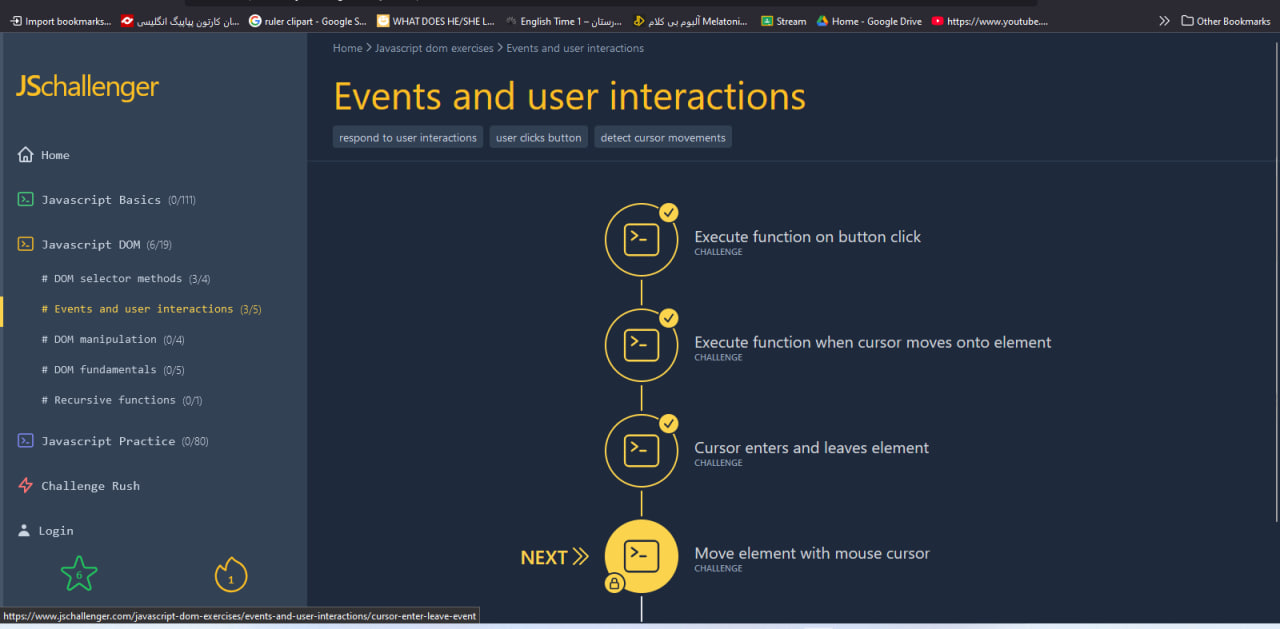 Import bookmarks... ...ان کارتون پیاپیگ انگلیسی ruler clipart - Google S... WHAT DOES HE/SHE L... English Time 1 – ...رستان آلبوم بی کلام Melatoni... Stream Home - Google Drive https://www.youtube.... Other Bookmarks
Home > Javascript dom exercises > Events and user interactions
JSchallenger
Events and user interactions
respond to user interactions user clicks button detect cursor movements
Home
Javascript Basics (0/111)
Javascript DOM (6/19)
# DOM selector methods (3/4)
# Events and user interactions (3/5)
# DOM manipulation (0/4)
# DOM fundamentals (0/5)
# Recursive functions (0/1)
Javascript Practice (0/80)
Challenge Rush
Login
6
1
Execute function on button click
CHALLENGE
Execute function when cursor moves onto element
CHALLENGE
Cursor enters and leaves element
CHALLENGE
NEXT
Move element with mouse cursor
CHALLENGE
https://www.jschallenger.com/javascript-dom-exercises/events-and-user-interactions/cursor-enter-leave-event